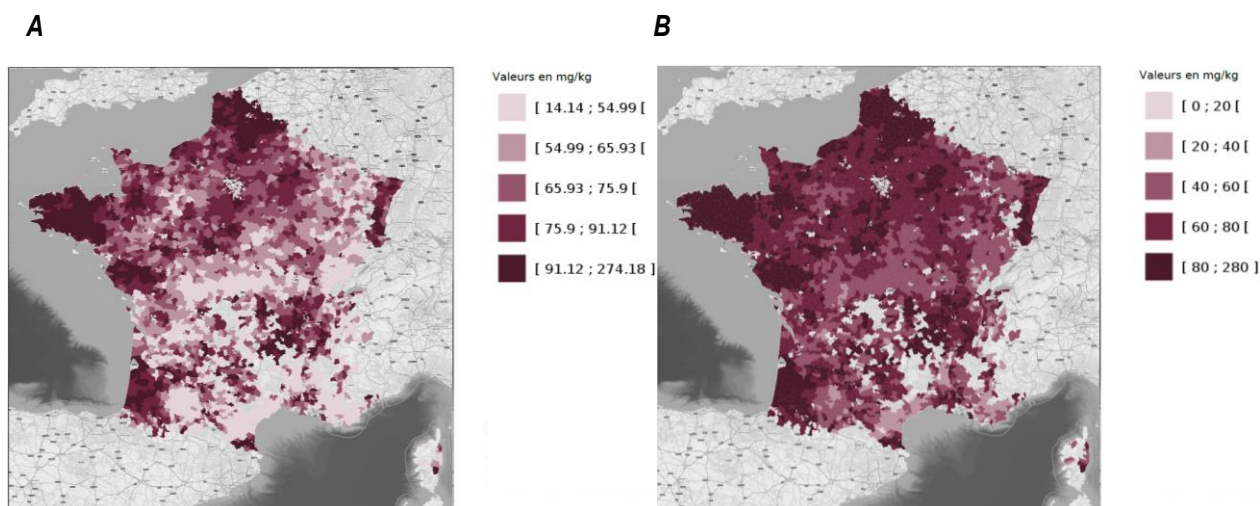 A
Valeurs en mg/kg
[ 14.14 ; 54.99 [
[ 54.99 ; 65.93 [
[ 65.93 ; 75.9 [
[ 75.9 ; 91.12 [
[ 91.12 ; 274.18 ]
B
Valeurs en mg/kg
[ 0 ; 20 [
[ 20 ; 40 [
[ 40 ; 60 [
[ 60 ; 80 [
[ 80 ; 280 ]